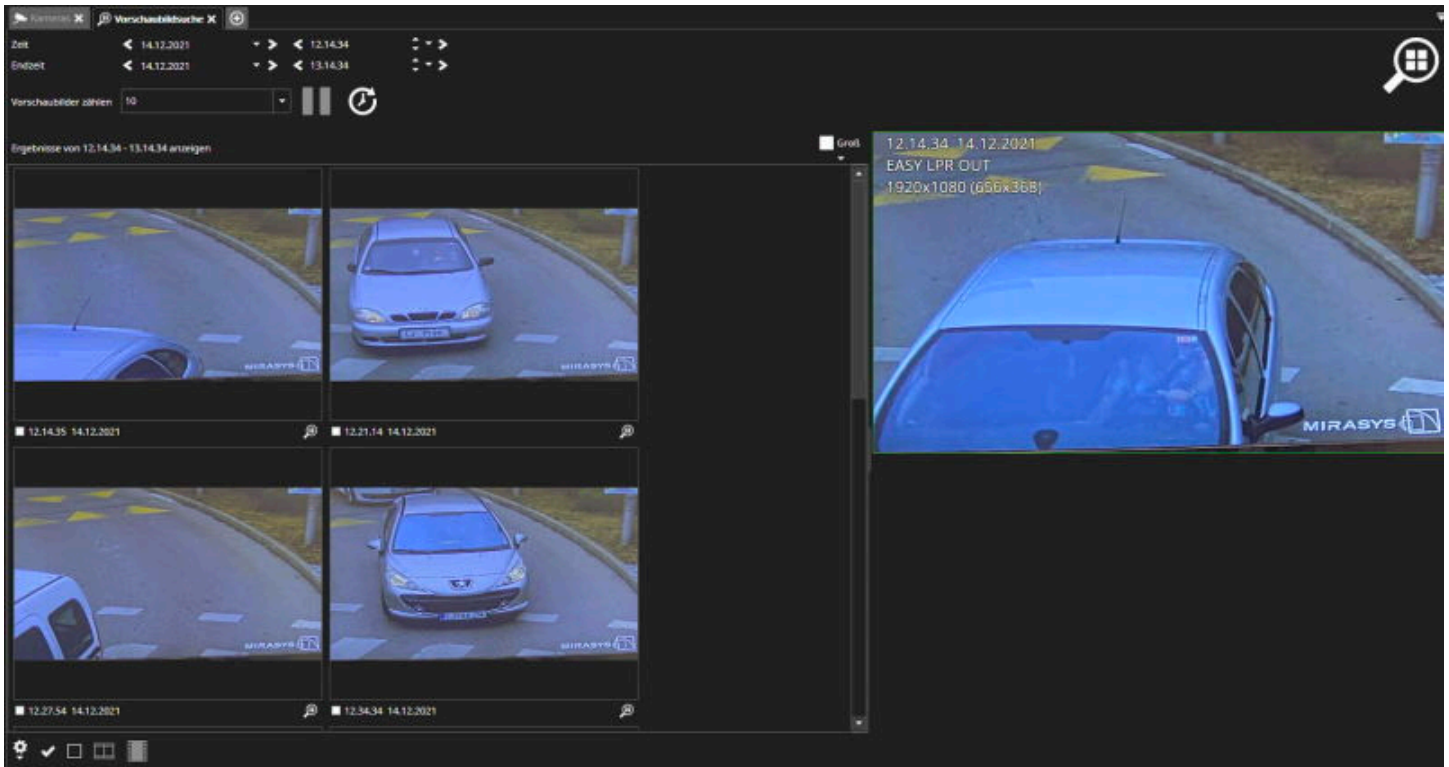 Kameras Vorschaubildsuche
Zeit 14.12.2021 12.14.34
Endzeit 14.12.2021 13.14.34
Vorschaubilder zählen 10
Ergebnisse von 12.14.34 - 13.14.34 anzeigen
Groß
12.14.34 14.12.2021
EASY LPR OUT
1920x1080 (656x368)
MIRASYS
MIRASYS
MIRASYS
12.14.35 14.12.2021
12.21.14 14.12.2021
MIRASYS
MIRASYS
12.27.54 14.12.2021
12.34.34 14.12.2021